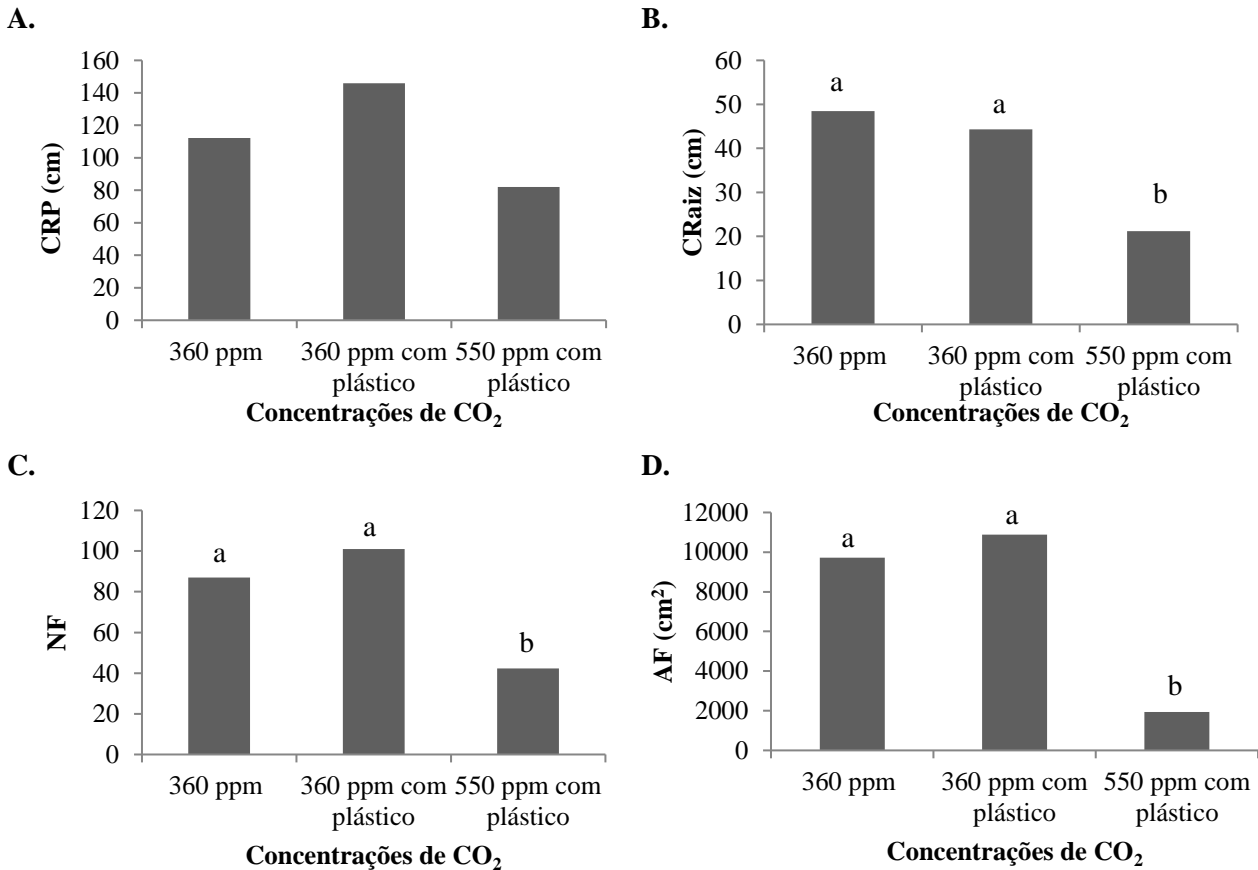 A.
CRP (cm)
160
140
120
100
80
60
40
20
0
360 ppm
360 ppm com
plástico
550 ppm com
plástico
Concentrações de CO₂
B.
CRaiz (cm)
60
50
40
30
20
10
0
a
a
b
360 ppm
360 ppm com
plástico
550 ppm com
plástico
Concentrações de CO₂
C.
NF
120
100
80
60
40
20
0
a
a
b
360 ppm
360 ppm com
plástico
550 ppm com
plástico
Concentrações de CO₂
D.
AF (cm²)
12000
10000
8000
6000
4000
2000
0
a
a
b
360 ppm
360 ppm com
plástico
550 ppm com
plástico
Concentrações de CO₂